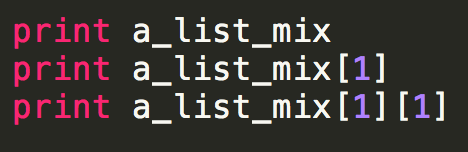 print a_list_mix
print a_list_mix[1]
print a_list_mix[1][1]